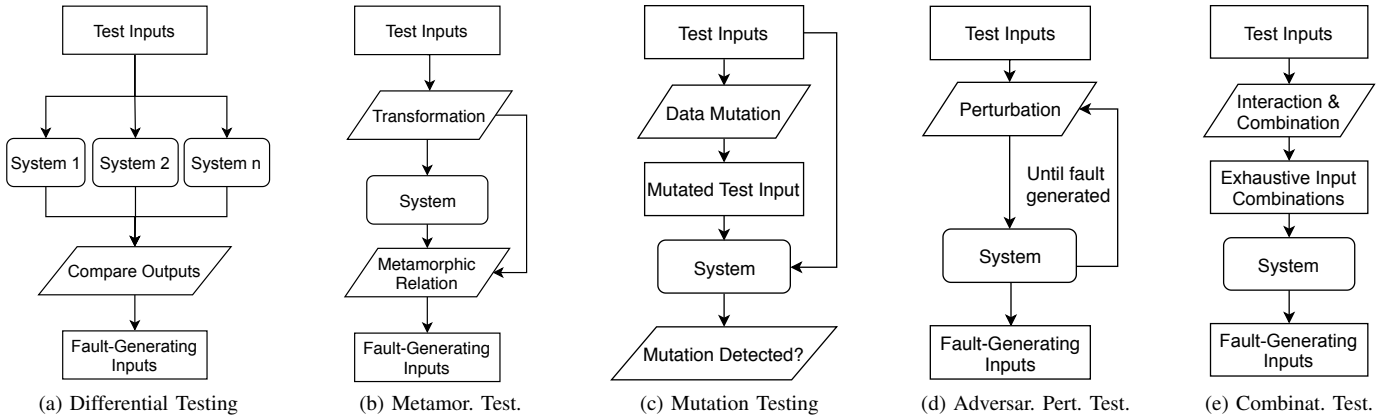 Test Inputs
System 1
System 2
System n
Compare Outputs
Fault-Generating
Inputs
(a) Differential Testing
Test Inputs
Transformation
System
Metamorphic
Relation
Fault-Generating
Inputs
(b) Metamor. Test.
Test Inputs
Data Mutation
Mutated Test Input
System
Mutation Detected?
(c) Mutation Testing
Test Inputs
Perturbation
Until fault
generated
System
Fault-Generating
Inputs
(d) Adversar. Pert. Test.
Test Inputs
Interaction &
Combination
Exhaustive Input
Combinations
System
Fault-Generating
Inputs
(e) Combinat. Test.